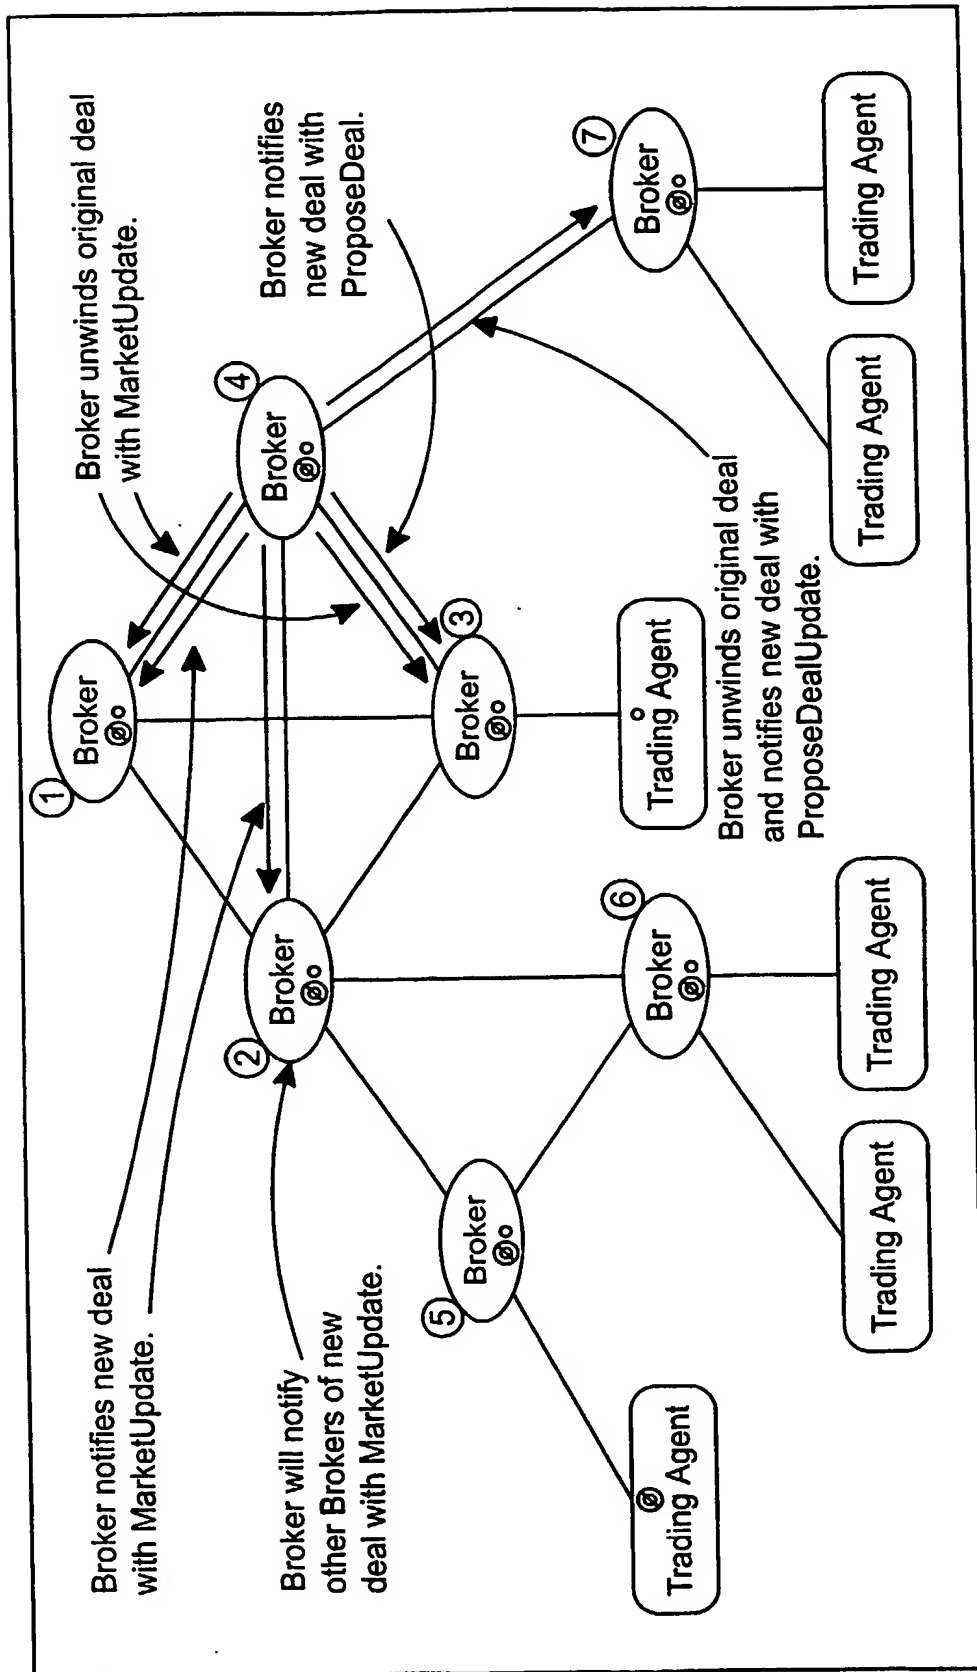 Broker notifies new deal
with MarketUpdate.
Broker unwinds original deal
with MarketUpdate.
Broker notifies
new deal with
ProposeDeal.
Broker will notify
other Brokers of new
deal with MarketUpdate.
1
Broker
2
Broker
4
Broker
3
Broker
5
Broker
6
Broker
7
Broker
Trading Agent
Trading Agent
Trading Agent
Trading Agent
Broker unwinds original deal
and notifies new deal with
ProposeDealUpdate.
Trading Agent
Trading Agent